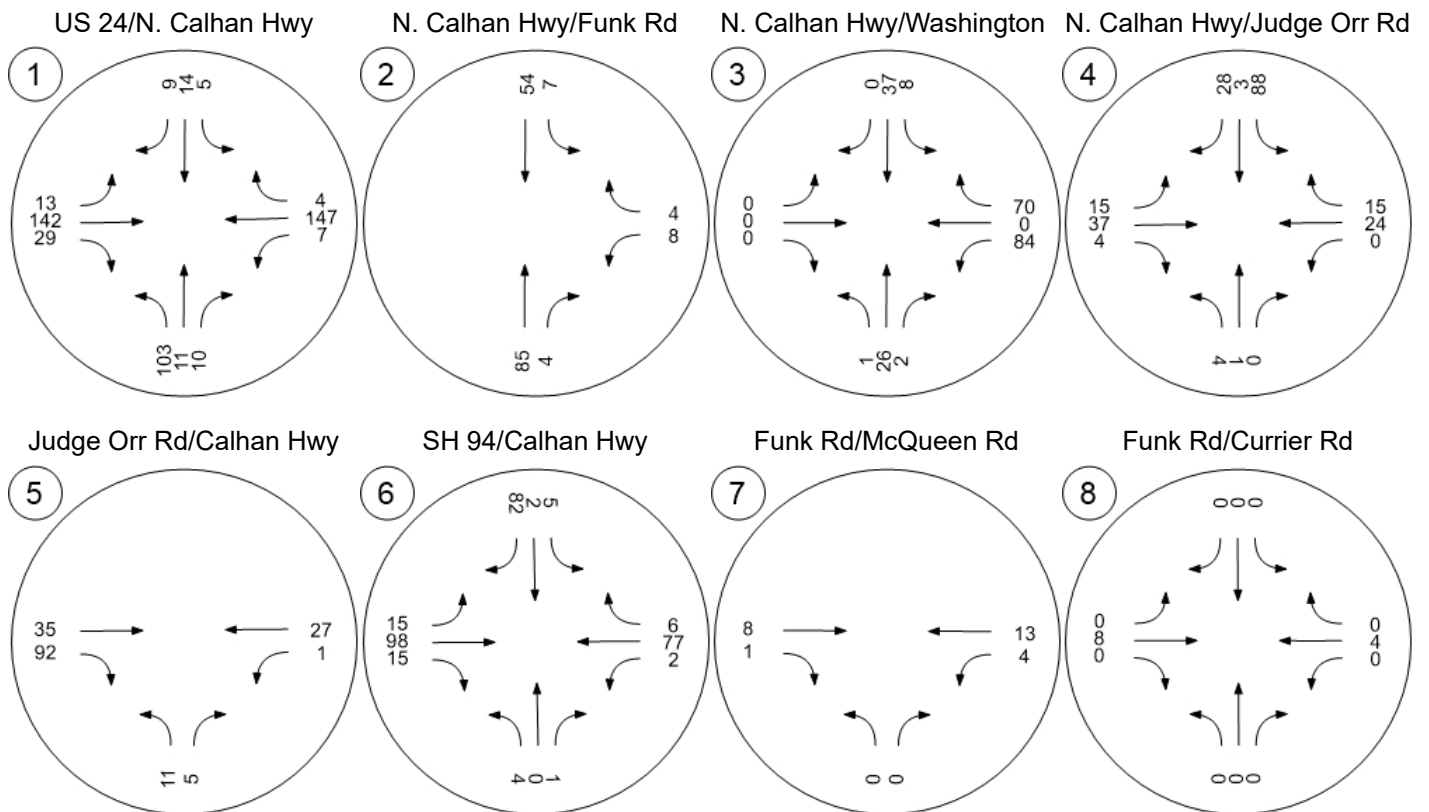 US 24/N. Calhan Hwy
1
9 14 5
13
142
29
4
147
7
103 11 10
N. Calhan Hwy/Funk Rd
2
54 7
4
8
85 4
N. Calhan Hwy/Washington
3
0 37 8
0
0
0
70
0
84
1 26 2
N. Calhan Hwy/Judge Orr Rd
4
28 3 88
15
37
4
15
24
0
4 1 0
Judge Orr Rd/Calhan Hwy
5
35
92
27
1
11 5
SH 94/Calhan Hwy
6
82 2 5
15
98
15
6
77
2
4 0 1
Funk Rd/McQueen Rd
7
8
1
13
4
0 0
Funk Rd/Currier Rd
8
0 0 0
0
8
0
0
4
0
0 0 0